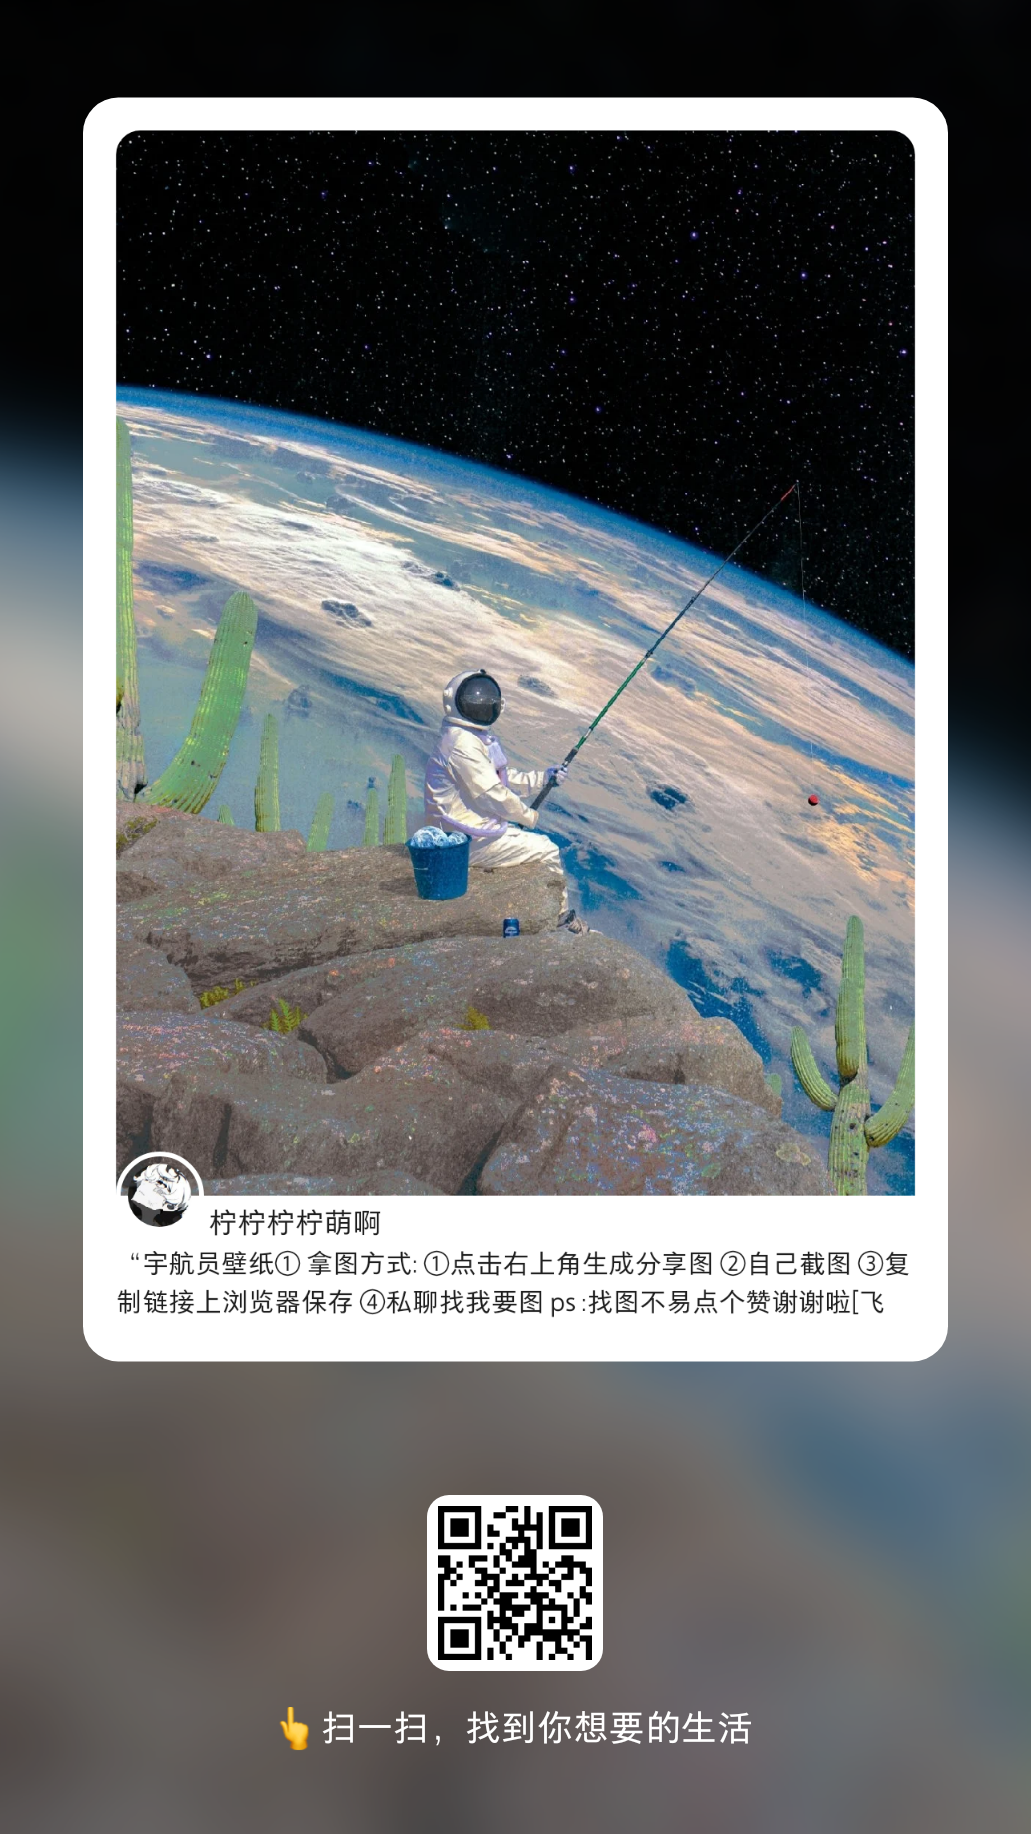 柠柠柠柠萌啊
“宇航员壁纸① 拿图方式: ①点击右上角生成分享图 ②自己截图 ③复
制链接上浏览器保存 ④私聊找我要图 ps :找图不易点个赞谢谢啦[飞
👆 扫一扫，找到你想要的生活